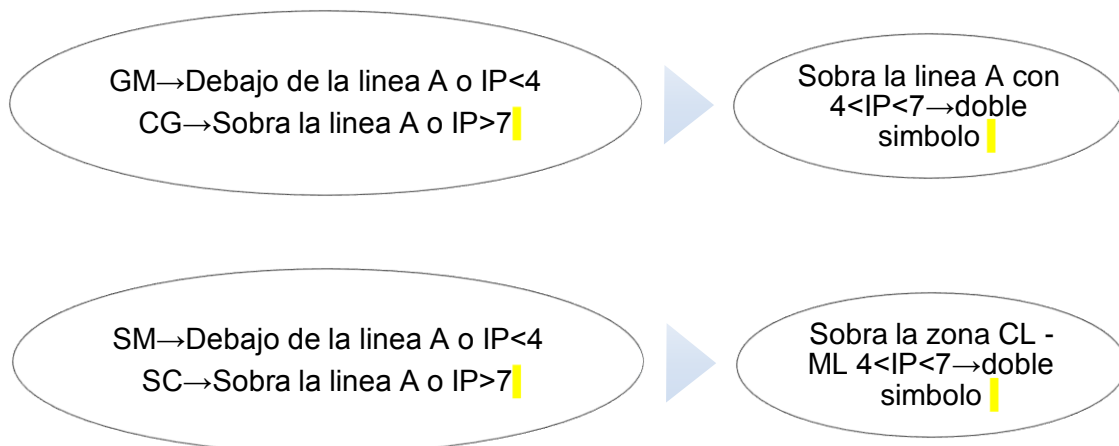 GM→Debajo de la linea A o IP<4
CG→Sobra la linea A o IP>7
Sobra la linea A con
4<IP<7→doble
simbolo
SM→Debajo de la linea A o IP<4
SC→Sobra la linea A o IP>7
Sobra la zona CL -
ML 4<IP<7→doble
simbolo